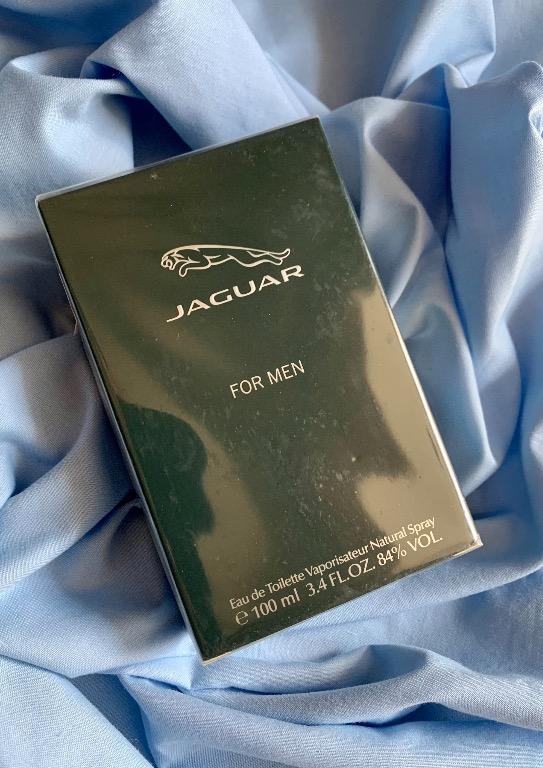 JAGUAR
FOR MEN
Eau de Toilette Vaporisateur Natural Spray
℮ 100 ml 3.4 FL.OZ. 84% VOL.